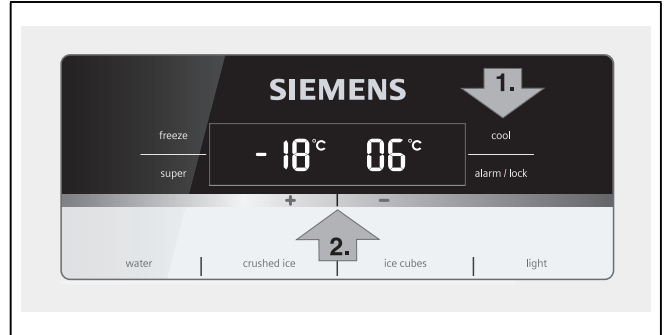 SIEMENS
1.
freeze
cool
- 18°C 06°C
super
alarm / lock
+ -
2.
water crushed ice ice cubes light